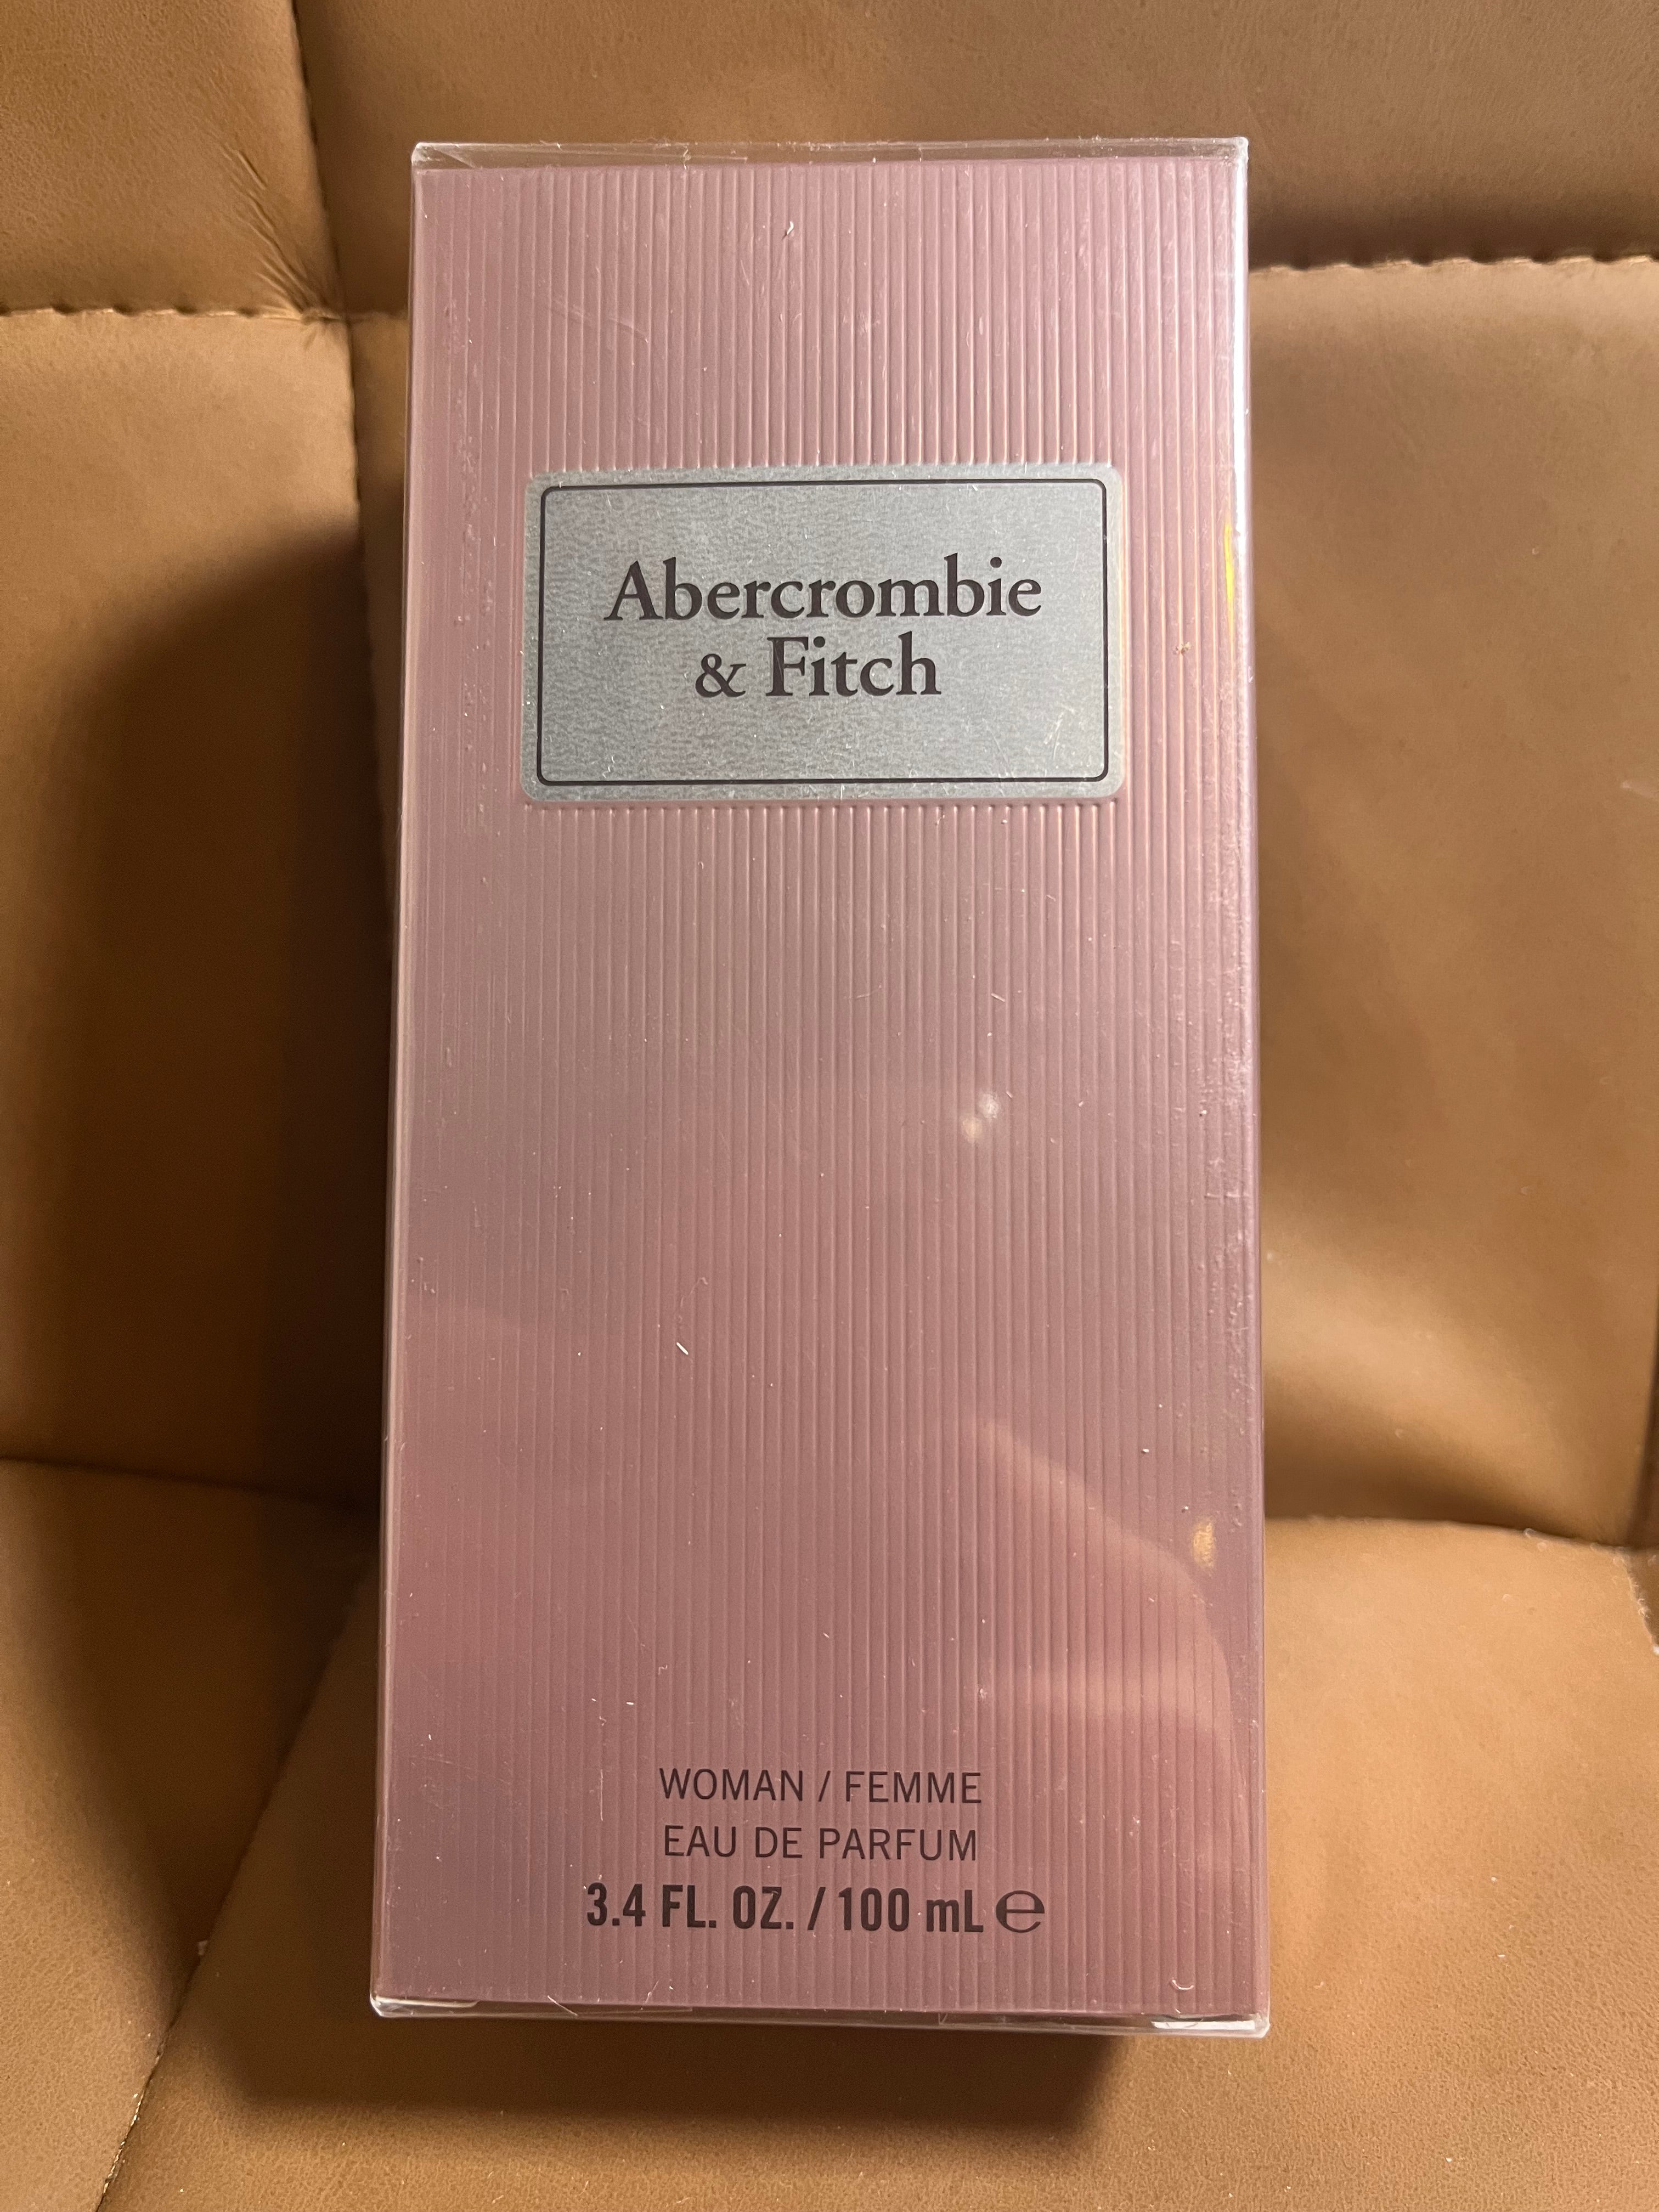 Abercrombie
& Fitch
WOMAN / FEMME
EAU DE PARFUM
3.4 FL. OZ. / 100 mL ℮